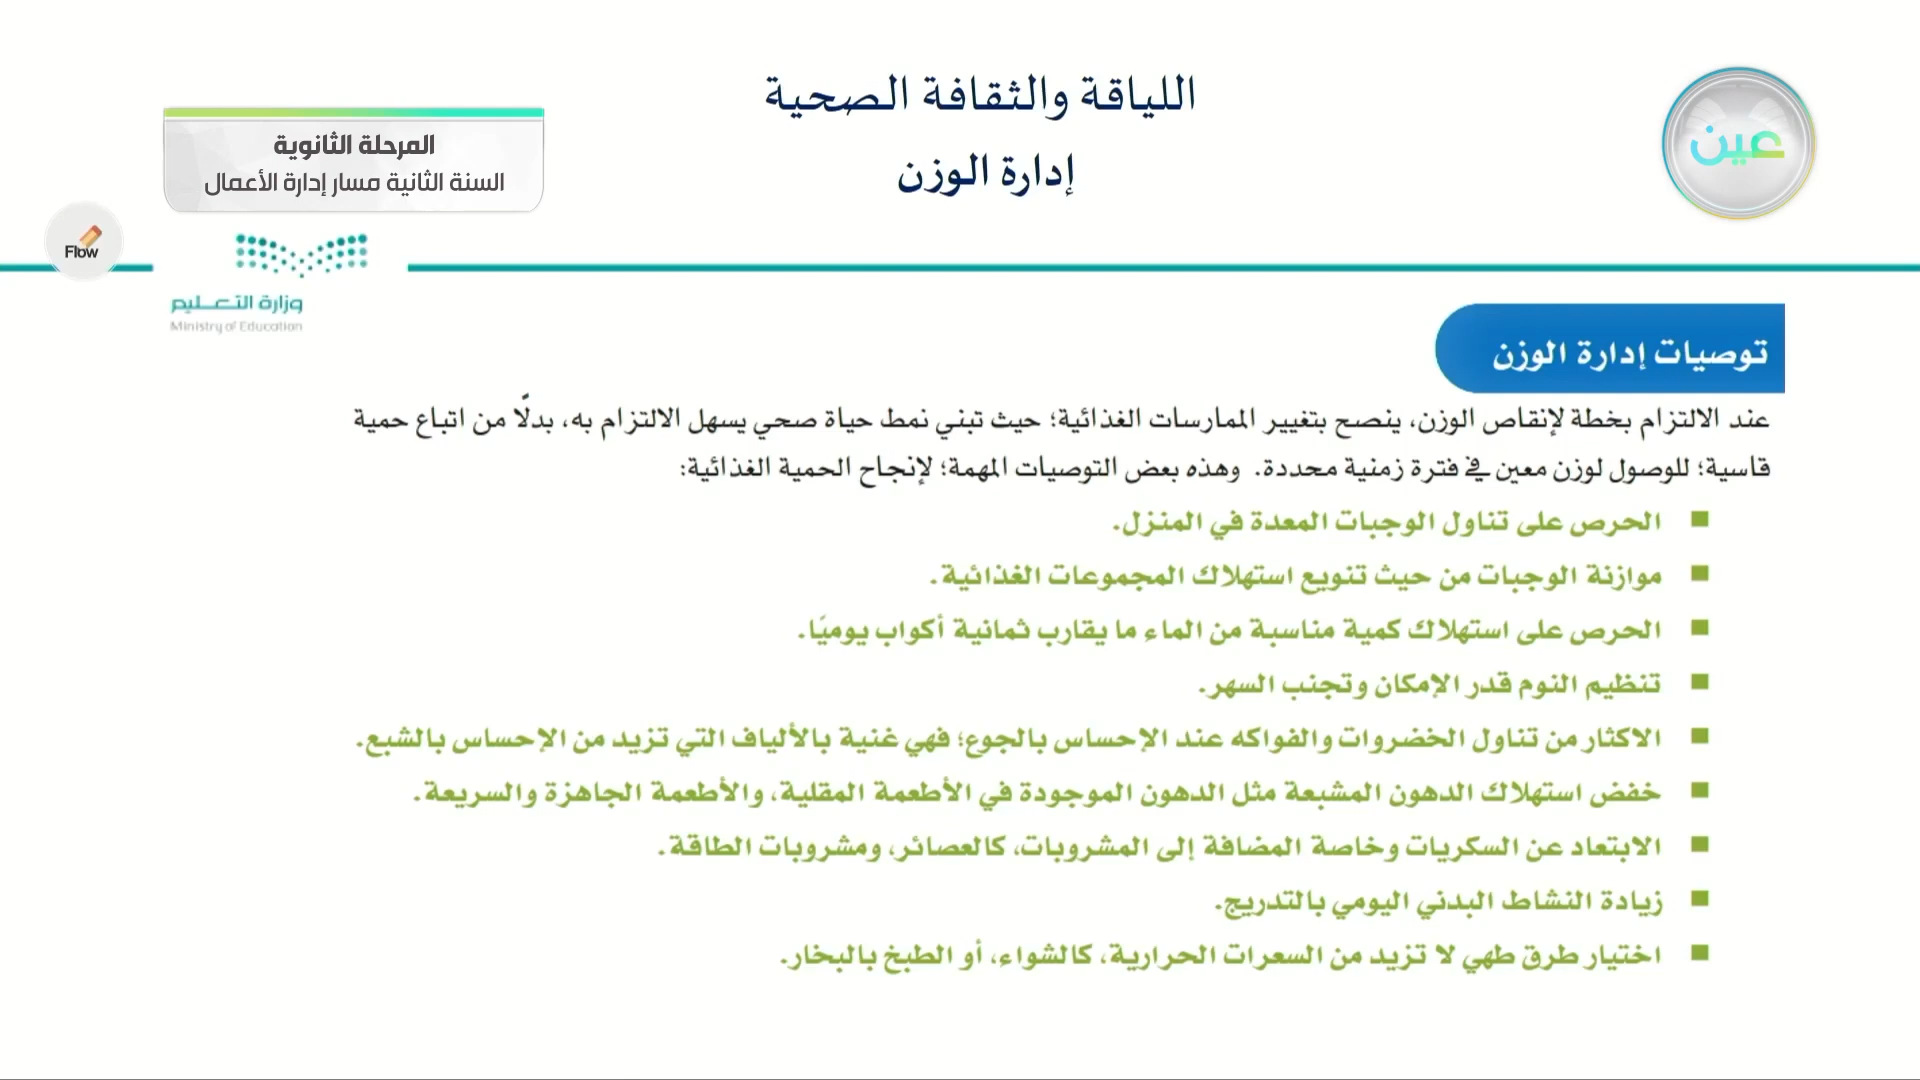 اللياقة والثقافة الصحية
إدارة الوزن
عين
المرحلة الثانوية
السنة الثانية مسار إدارة الأعمال
Flow
وزارة التعليم
Ministry of Education
توصيات إدارة الوزن
عند الالتزام بخطة لإنقاص الوزن، ينصح بتغيير الممارسات الغذائية؛ حيث تبني نمط حياة صحي يسهل الالتزام به، بدلًا من اتباع حمية
قاسية؛ للوصول لوزن معين في فترة زمنية محددة. وهذه بعض التوصيات المهمة؛ لإنجاح الحمية الغذائية:
■ الحرص على تناول الوجبات المعدة في المنزل.
■ موازنة الوجبات من حيث تنويع استهلاك المجموعات الغذائية.
■ الحرص على استهلاك كمية مناسبة من الماء ما يقارب ثمانية أكواب يوميًا.
■ تنظيم النوم قدر الإمكان وتجنب السهر.
■ الاكثار من تناول الخضروات والفواكه عند الإحساس بالجوع؛ فهي غنية بالألياف التي تزيد من الإحساس بالشبع.
■ خفض استهلاك الدهون المشبعة مثل الدهون الموجودة في الأطعمة المقلية، والأطعمة الجاهزة والسريعة.
■ الابتعاد عن السكريات وخاصة المضافة إلى المشروبات، كالعصائر، ومشروبات الطاقة.
■ زيادة النشاط البدني اليومي بالتدريج.
■ اختيار طرق طهي لا تزيد من السعرات الحرارية، كالشواء، أو الطبخ بالبخار.